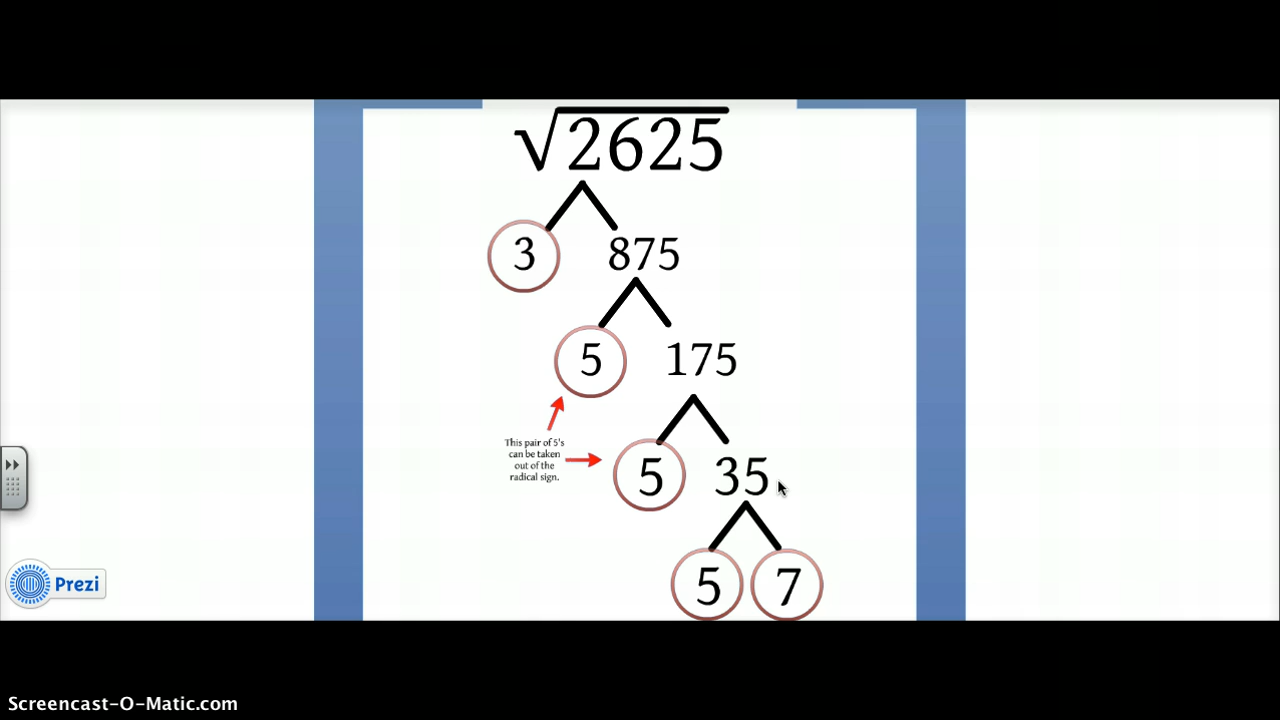 √2625
3 875
5 175
This pair of 5's
can be taken
out of the
radical sign.
5 35
5 7
Prezi
Screencast-O-Matic.com